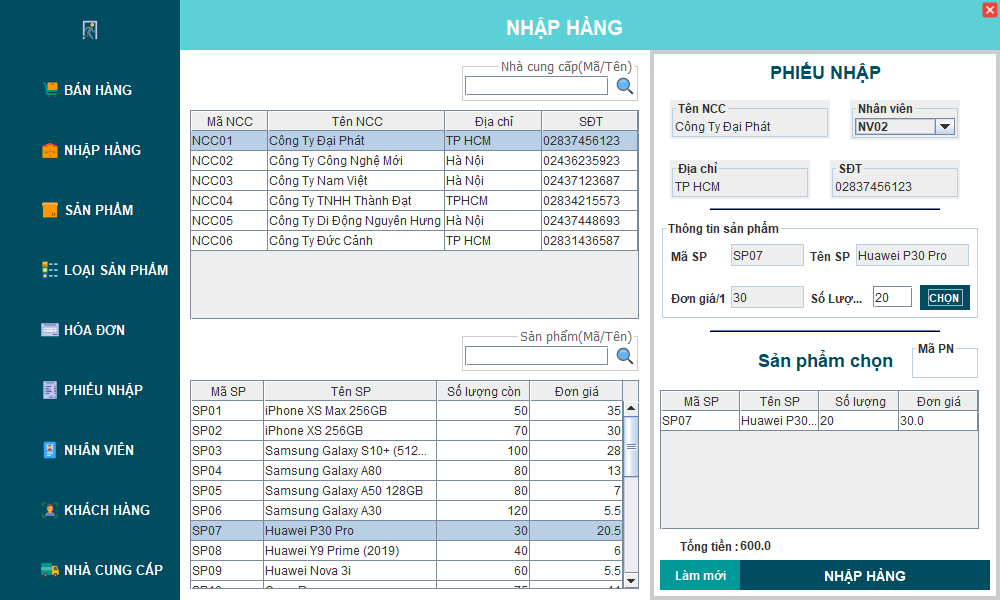 NHẬP HÀNG
BÁN HÀNG
NHẬP HÀNG
SẢN PHẨM
LOẠI SẢN PHẨM
HÓA ĐƠN
PHIẾU NHẬP
NHÂN VIÊN
KHÁCH HÀNG
NHÀ CUNG CẤP
Nhà cung cấp(Mã/Tên)
Mã NCC Tên NCC Địa chỉ SĐT
NCC01 Công Ty Đại Phát TP HCM 02837456123
NCC02 Công Ty Công Nghệ Mới Hà Nội 02436235923
NCC03 Công Ty Nam Việt Hà Nội 02437123687
NCC04 Công Ty TNHH Thành Đạt TPHCM 02834215573
NCC05 Công Ty Di Động Nguyên Hưng Hà Nội 02437448693
NCC06 Công Ty Đức Cảnh TP HCM 02831436587
Sản phẩm(Mã/Tên)
Mã SP Tên SP Số lượng còn Đơn giá
SP01 iPhone XS Max 256GB 50 35
SP02 iPhone XS 256GB 70 30
SP03 Samsung Galaxy S10+ (512... 100 28
SP04 Samsung Galaxy A80 80 13
SP05 Samsung Galaxy A50 128GB 80 7
SP06 Samsung Galaxy A30 120 5.5
SP07 Huawei P30 Pro 30 20.5
SP08 Huawei Y9 Prime (2019) 40 6
SP09 Huawei Nova 3i 60 5.5
PHIẾU NHẬP
Tên NCC Nhân viên
Công Ty Đại Phát NV02
Địa chỉ SĐT
TP HCM 02837456123
Thông tin sản phẩm
Mã SP SP07 Tên SP Huawei P30 Pro
Đơn giá/1 30 Số Lượ... 20 CHỌN
Sản phẩm chọn Mã PN
Mã SP Tên SP Số lượng Đơn giá
SP07 Huawei P30... 20 30.0
Tổng tiền : 600.0
Làm mới NHẬP HÀNG